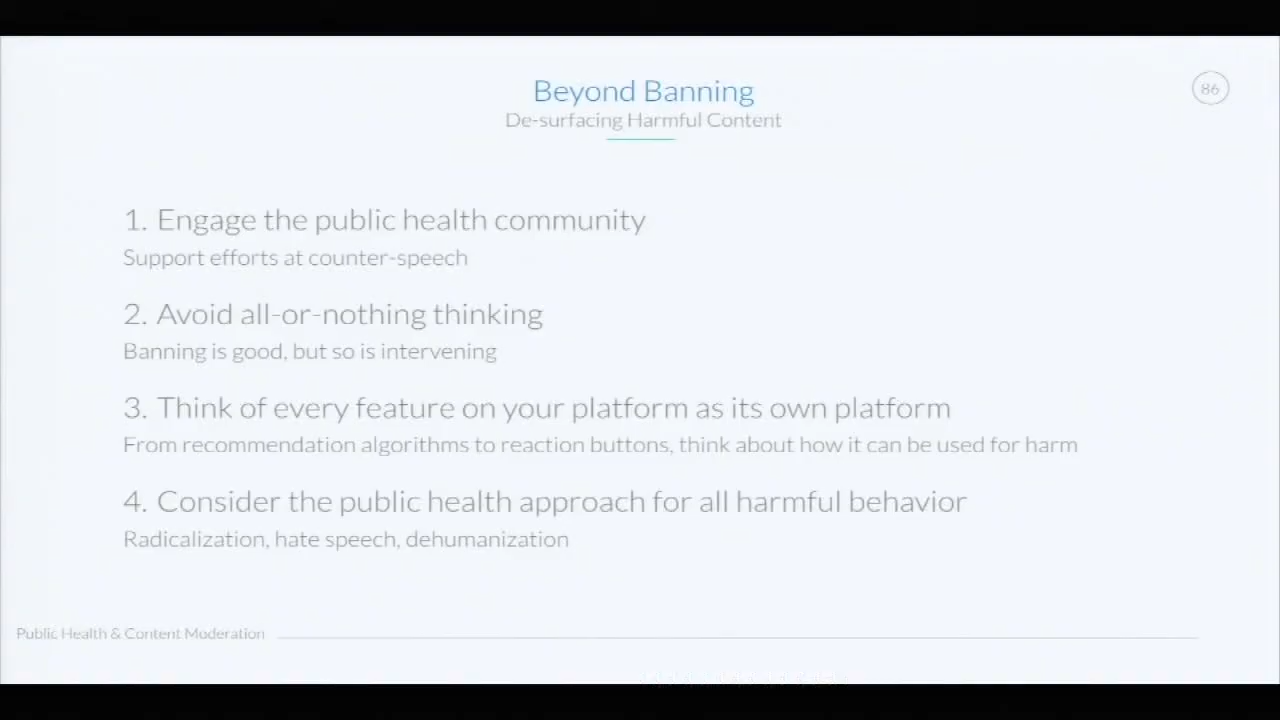 Beyond Banning
86
De-surfacing Harmful Content
1. Engage the public health community
Support efforts at counter-speech
2. Avoid all-or-nothing thinking
Banning is good, but so is intervening
3. Think of every feature on your platform as its own platform
From recommendation algorithms to reaction buttons, think about how it can be used for harm
4. Consider the public health approach for all harmful behavior
Radicalization, hate speech, dehumanization
Public Health & Content Moderation